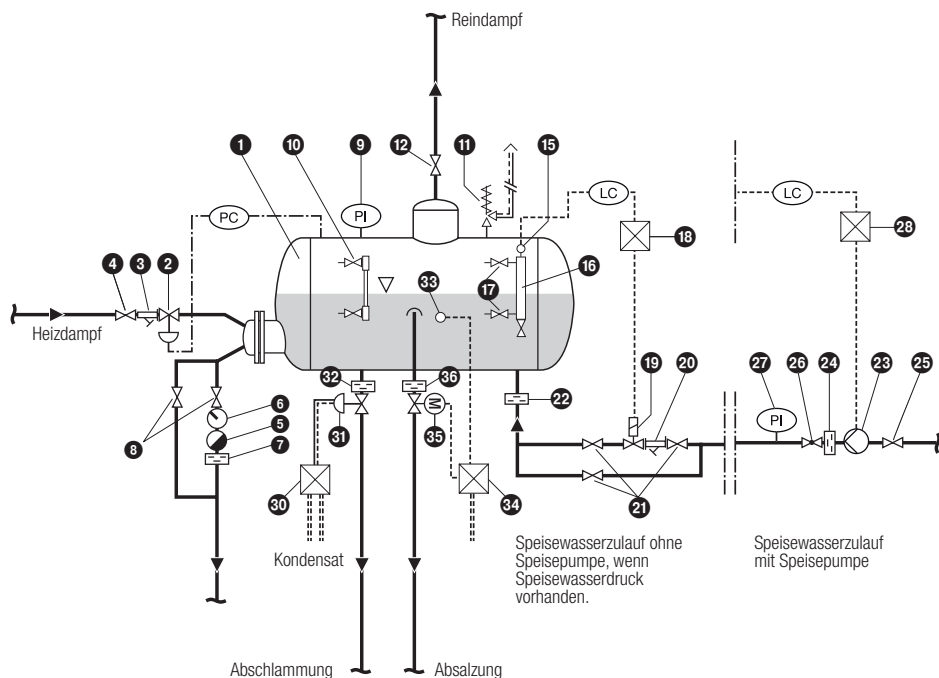 Reindampf
1
10
9
12
11
15
PI
LC
LC
PC
18
28
4
3
2
16
33
17
Heizdampf
32
36
19
20
27
26
24
23
25
6
22
PI
5
31
M
35
8
7
21
30
34
Kondensat
Speisewasserzulauf ohne
Speisepumpe, wenn
Speisewasserdruck
vorhanden.
Speisewasserzulauf
mit Speisepumpe
Abschlammung
Absalzung